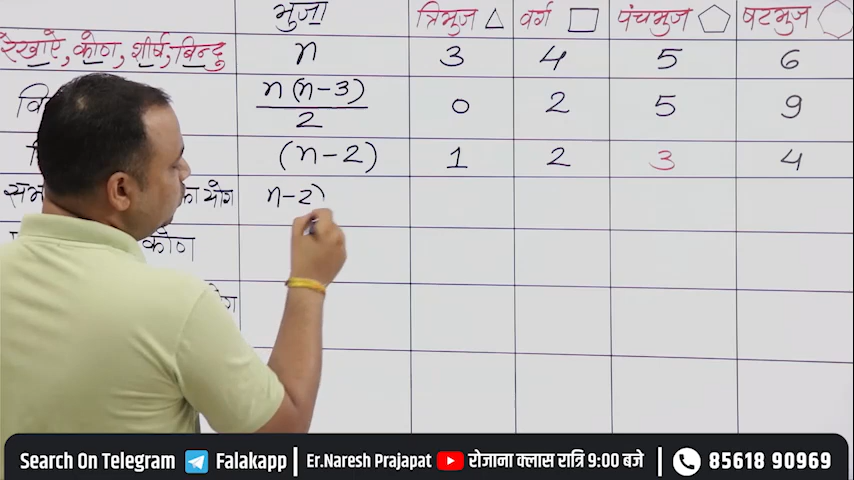 भुजा त्रिभुज वर्ग पंचभुज षटभुज
रेखाऐ, कोण, शीर्ष, बिन्दु n 3 4 5 6
n(n-3)/2 0 2 5 9
(n-2) 1 2 3 4
योग n-2)
कोण
Search On Telegram Falakapp | Er.Naresh Prajapat रोजाना क्लास रात्रि 9:00 बजे | 85618 90969